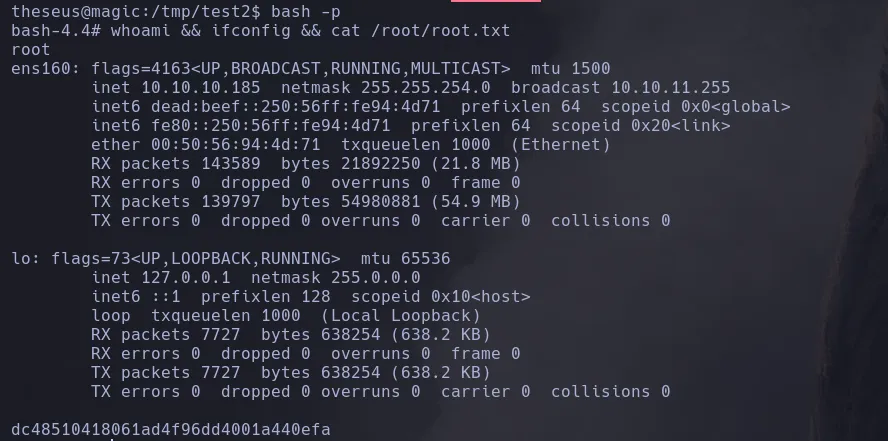 theseus@magic:/tmp/test2$ bash -p
bash-4.4# whoami && ifconfig && cat /root/root.txt
root
ens160: flags=4163<UP,BROADCAST,RUNNING,MULTICAST>  mtu 1500
        inet 10.10.10.185  netmask 255.255.254.0  broadcast 10.10.11.255
        inet6 dead:beef::250:56ff:fe94:4d71  prefixlen 64  scopeid 0x0<global>
        inet6 fe80::250:56ff:fe94:4d71  prefixlen 64  scopeid 0x20<link>
        ether 00:50:56:94:4d:71  txqueuelen 1000  (Ethernet)
        RX packets 143589  bytes 21892250 (21.8 MB)
        RX errors 0  dropped 0  overruns 0  frame 0
        TX packets 139797  bytes 54980881 (54.9 MB)
        TX errors 0  dropped 0 overruns 0  carrier 0  collisions 0

lo: flags=73<UP,LOOPBACK,RUNNING>  mtu 65536
        inet 127.0.0.1  netmask 255.0.0.0
        inet6 ::1  prefixlen 128  scopeid 0x10<host>
        loop  txqueuelen 1000  (Local Loopback)
        RX packets 7727  bytes 638254 (638.2 KB)
        RX errors 0  dropped 0  overruns 0  frame 0
        TX packets 7727  bytes 638254 (638.2 KB)
        TX errors 0  dropped 0 overruns 0  carrier 0  collisions 0

dc48510418061ad4f96dd4001a440efa